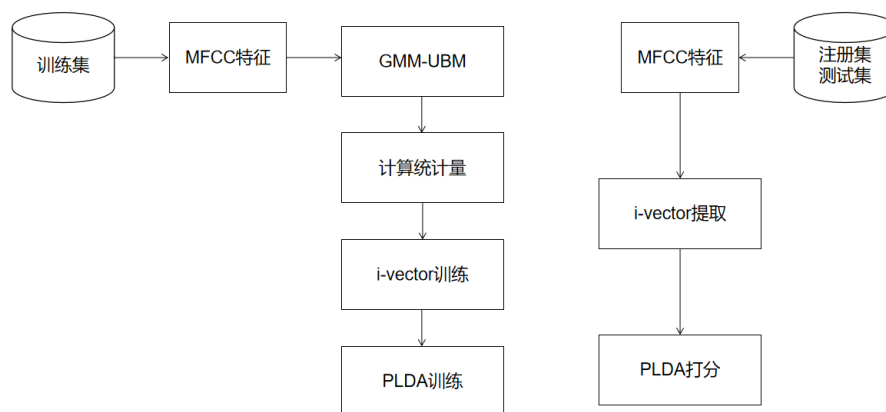 训练集
MFCC特征
GMM-UBM
计算统计量
i-vector训练
PLDA训练
MFCC特征
注册集
测试集
i-vector提取
PLDA打分